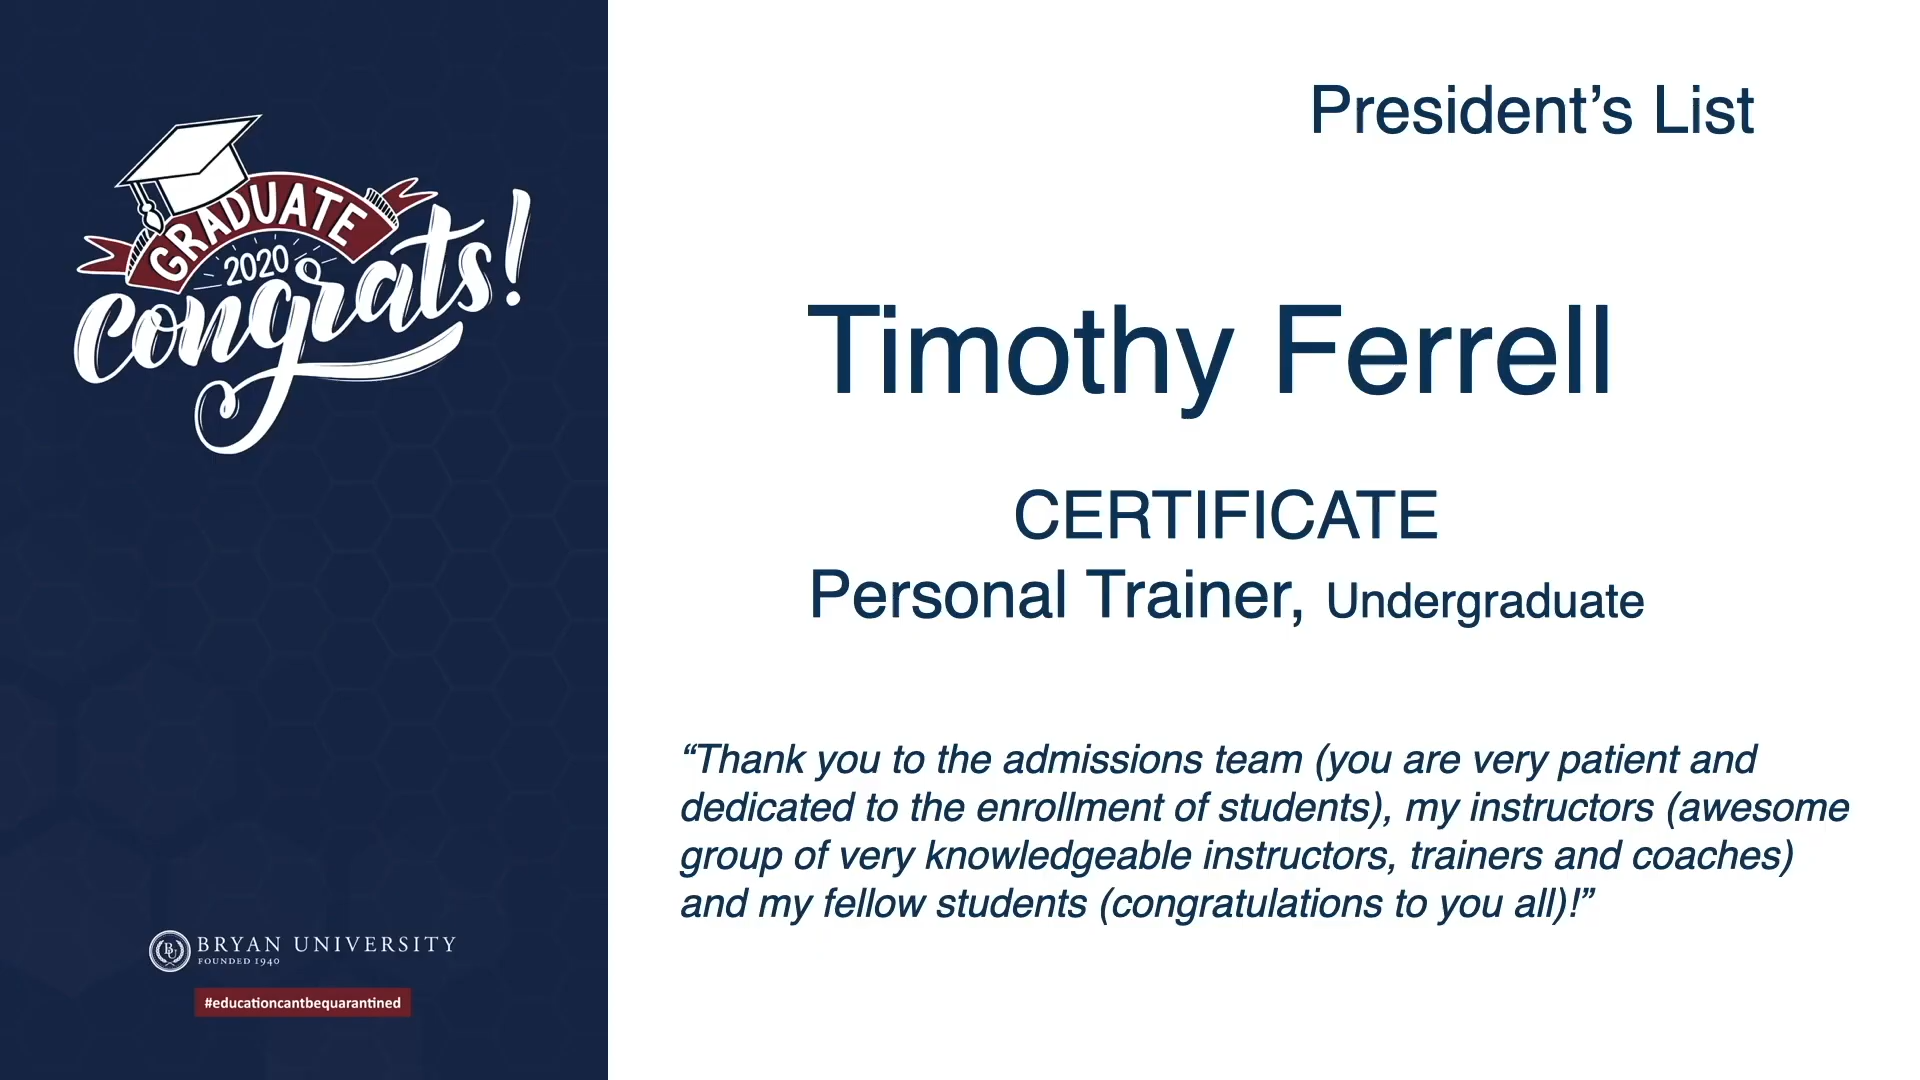 GRADUATE
2020
Congrats!
BRYAN UNIVERSITY
FOUNDED 1940
BU
#educationcantbequarantined
President’s List
Timothy Ferrell
CERTIFICATE
Personal Trainer, Undergraduate
“Thank you to the admissions team (you are very patient and
dedicated to the enrollment of students), my instructors (awesome
group of very knowledgeable instructors, trainers and coaches)
and my fellow students (congratulations to you all)!”